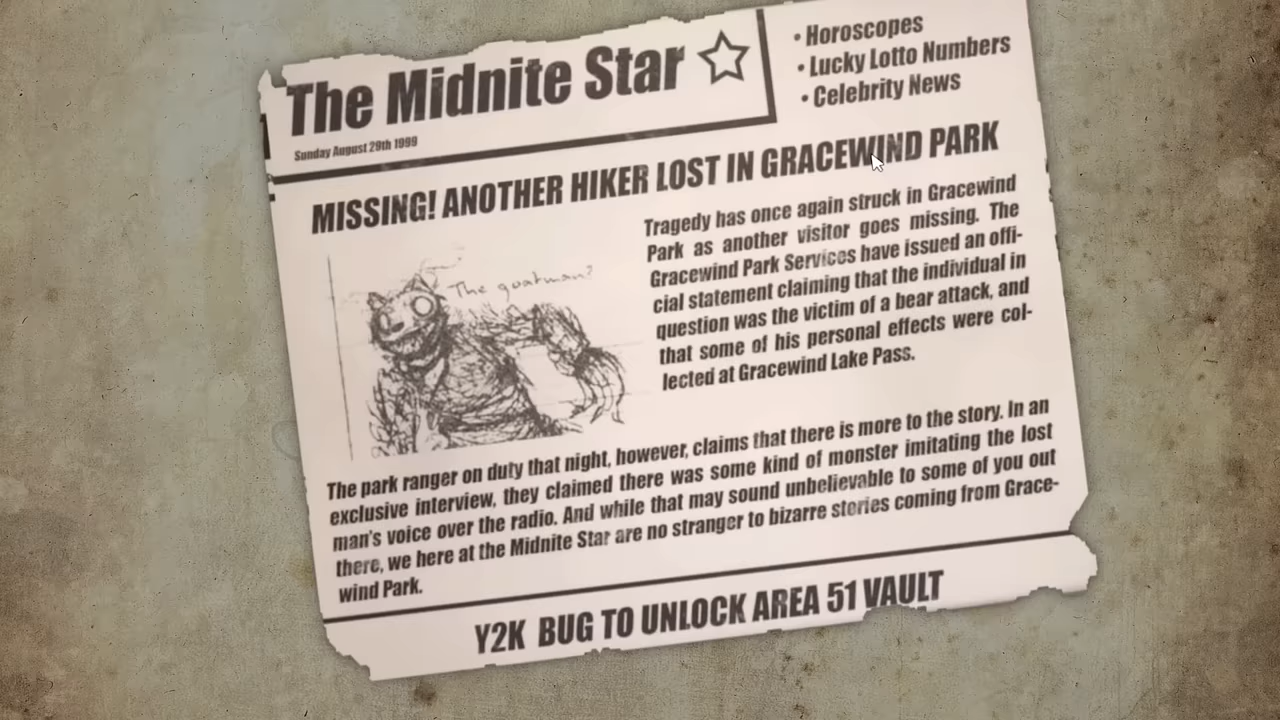 The Midnite Star
Sunday August 29th 1999
• Horoscopes
• Lucky Lotto Numbers
• Celebrity News
MISSING! ANOTHER HIKER LOST IN GRACEWIND PARK
The goatman?
Tragedy has once again struck in Gracewind
Park as another visitor goes missing. The
Gracewind Park Services have issued an offi-
cial statement claiming that the individual in
question was the victim of a bear attack, and
that some of his personal effects were col-
lected at Gracewind Lake Pass.
The park ranger on duty that night, however, claims that there is more to the story. In an
exclusive interview, they claimed there was some kind of monster imitating the lost
man's voice over the radio. And while that may sound unbelievable to some of you out
there, we here at the Midnite Star are no stranger to bizarre stories coming from Grace-
wind Park.
Y2K BUG TO UNLOCK AREA 51 VAULT